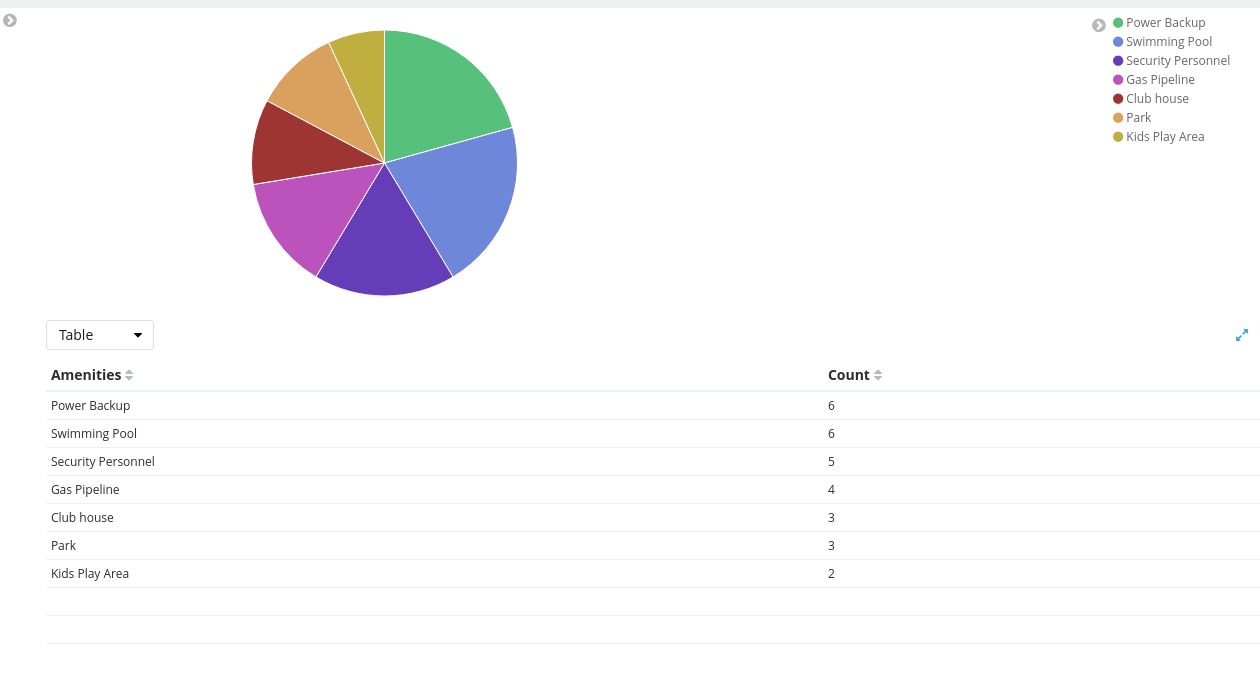 Power Backup
Swimming Pool
Security Personnel
Gas Pipeline
Club house
Park
Kids Play Area
Table
Amenities Count
Power Backup 6
Swimming Pool 6
Security Personnel 5
Gas Pipeline 4
Club house 3
Park 3
Kids Play Area 2